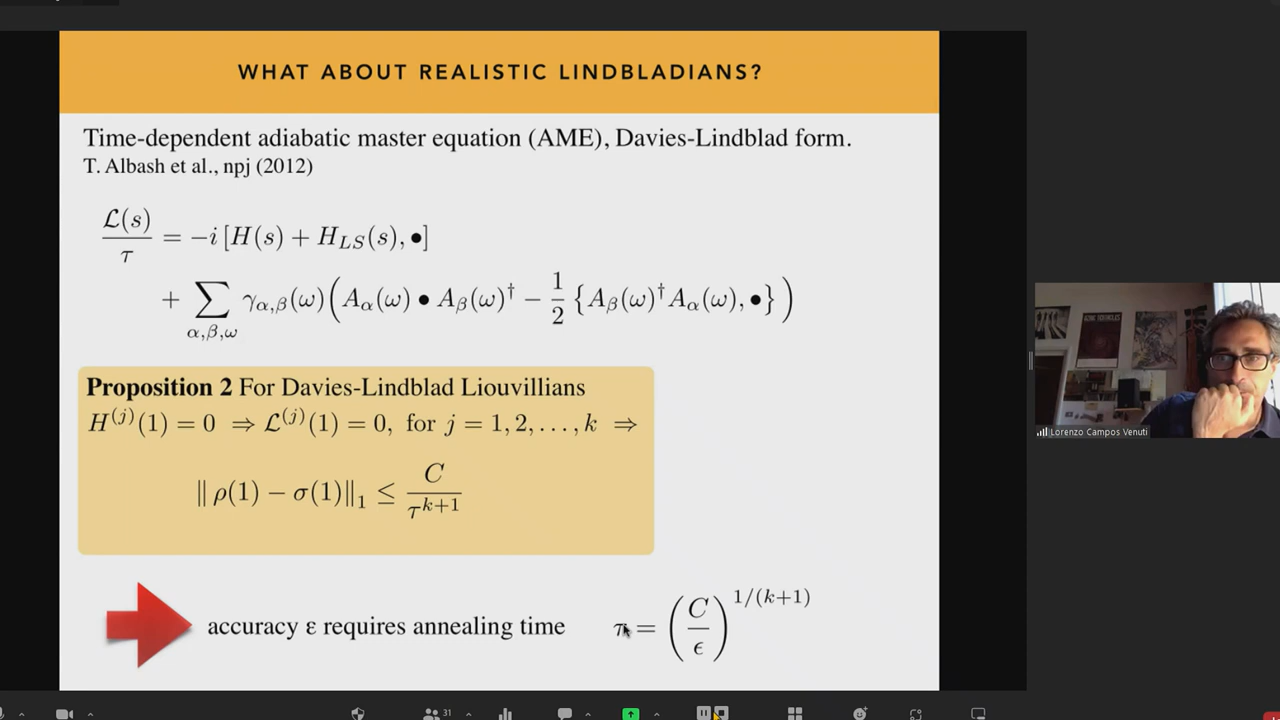 WHAT ABOUT REALISTIC LINDBLADIANS?
Time-dependent adiabatic master equation (AME), Davies-Lindblad form.
T. Albash et al., npj (2012)
ℒ(s)/τ = −i [H(s) + H_LS(s), •]
+ ∑_{α,β,ω} γ_{α,β}(ω) ( A_α(ω) • A_β(ω)† − 1/2 {A_β(ω)† A_α(ω), •} )
Proposition 2 For Davies-Lindblad Liouvillians
H^(j)(1) = 0 ⇒ ℒ^(j)(1) = 0, for j = 1, 2, . . . , k ⇒
‖ρ(1) − σ(1)‖₁ ≤ C/τ^{k+1}
accuracy ε requires annealing time τ = (C/ϵ)^{1/(k+1)}
Lorenzo Campos Venuti
31